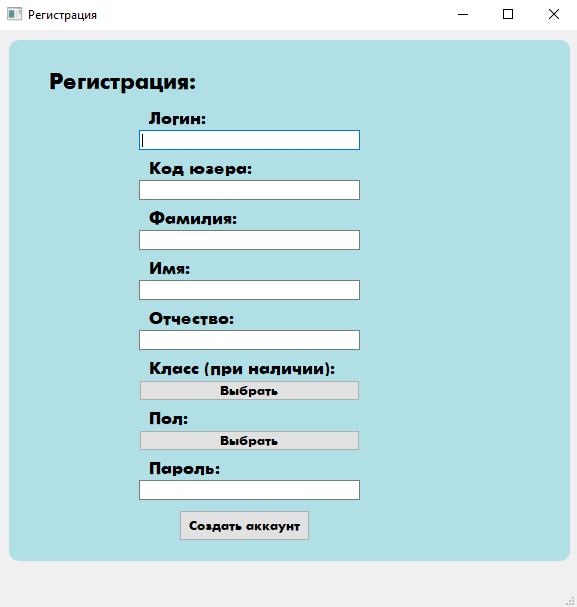 Регистрация
Регистрация:
Логин:
Код юзера:
Фамилия:
Имя:
Отчество:
Класс (при наличии):
Выбрать
Пол:
Выбрать
Пароль:
Создать аккаунт